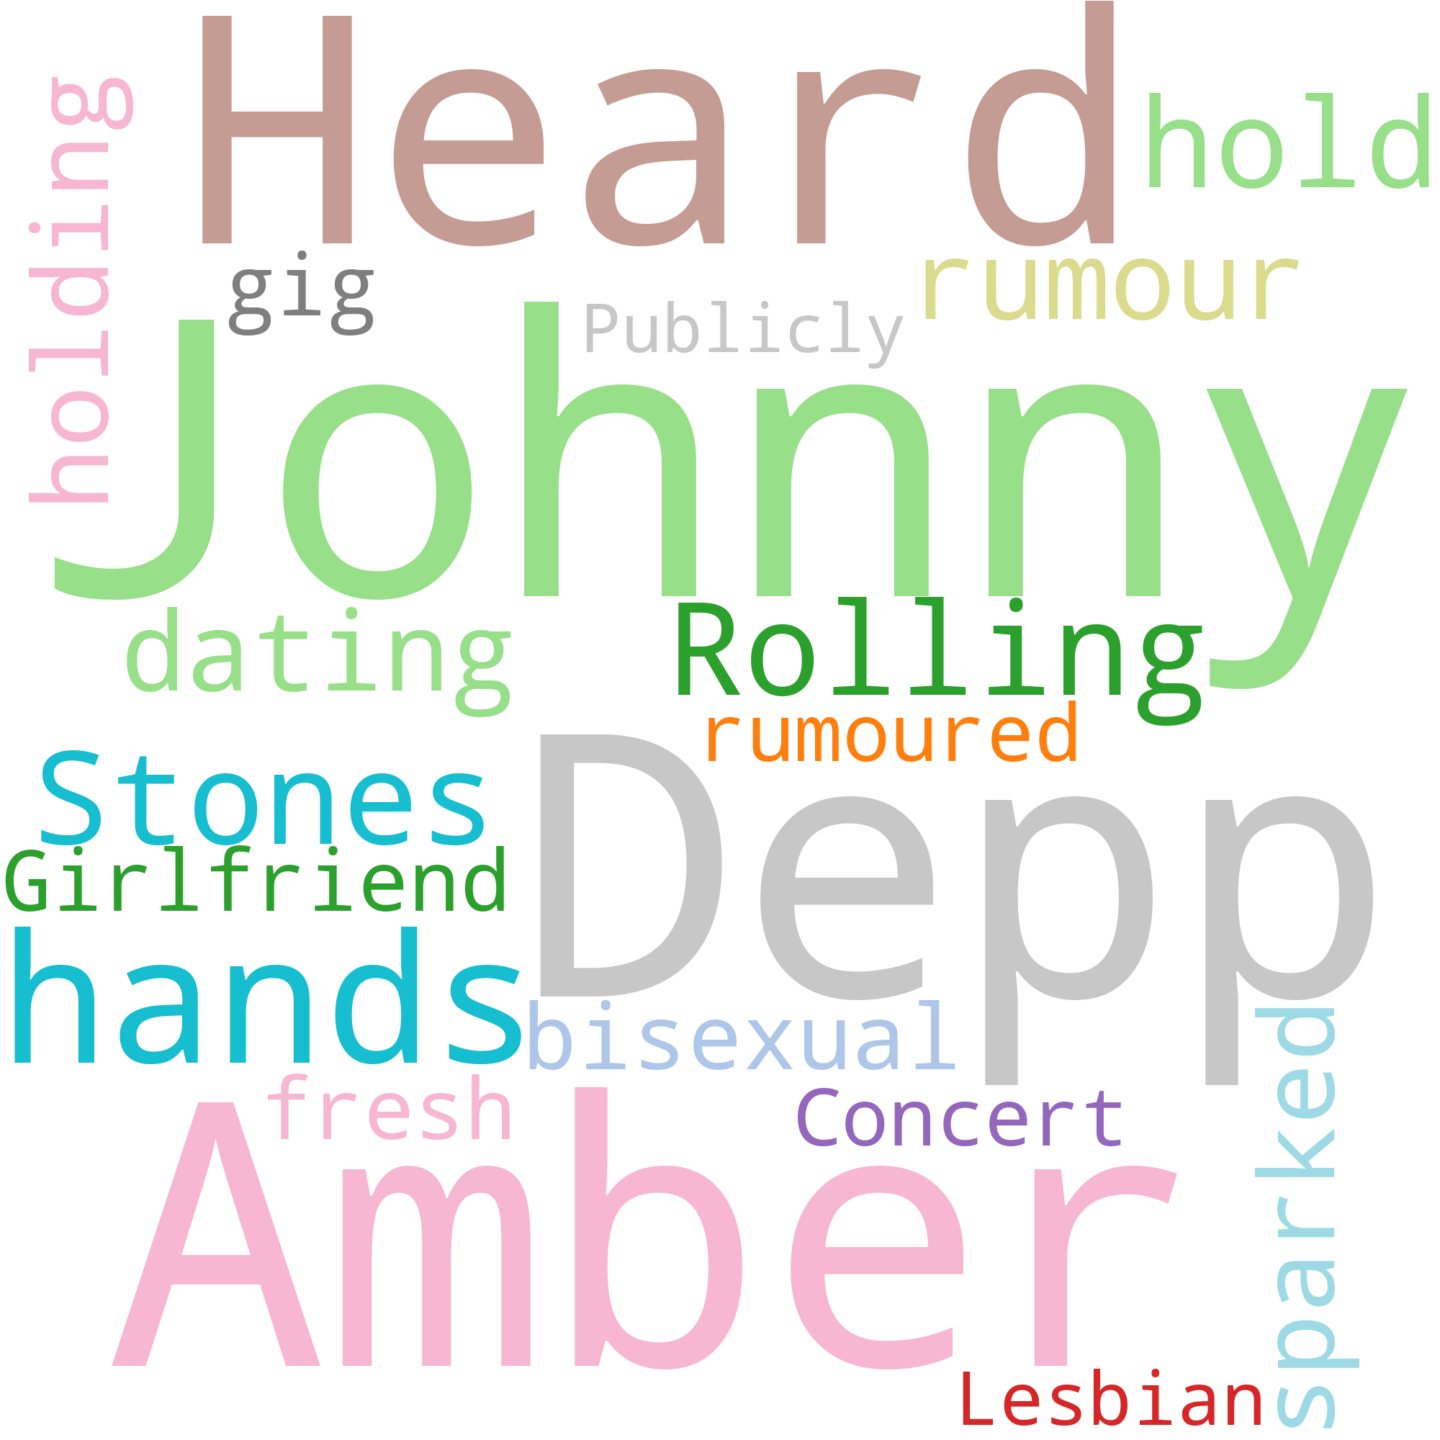 Heard
hold
holding
gig
rumour
Publicly
Johnny
dating
Rolling
rumoured
Stones
Depp
Girlfriend
hands
bisexual
sparked
fresh
Concert
Amber
Lesbian